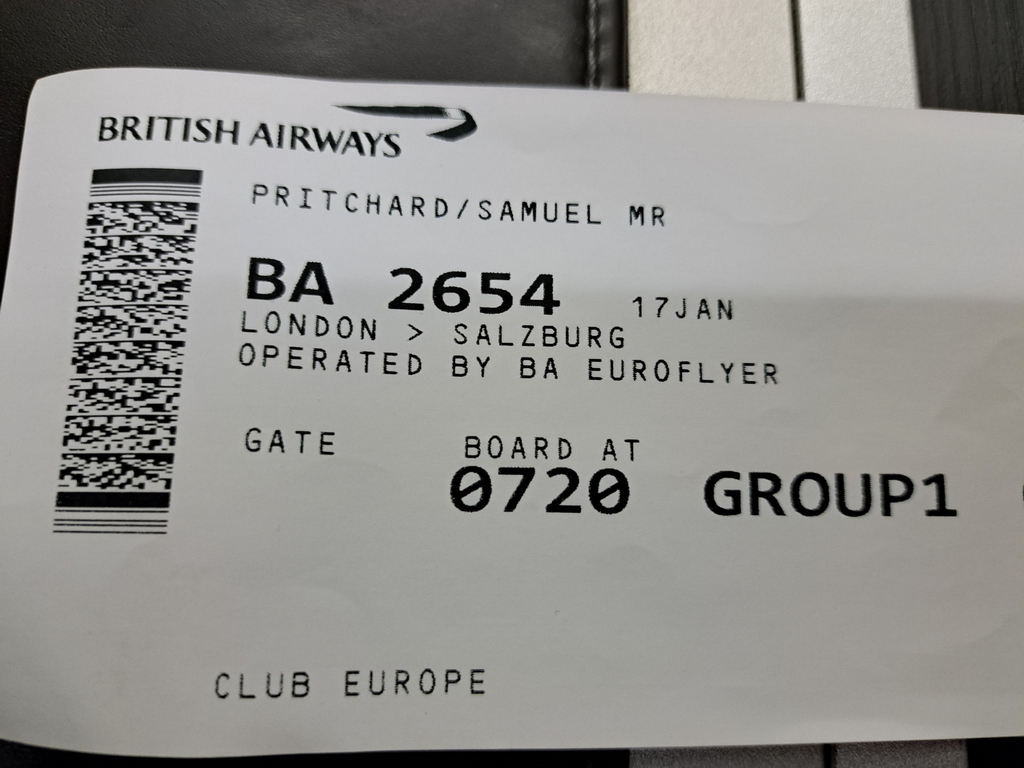 BRITISH AIRWAYS
PRITCHARD/SAMUEL MR
BA 2654 17JAN
LONDON > SALZBURG
OPERATED BY BA EUROFLYER
GATE BOARD AT
0720 GROUP1
CLUB EUROPE